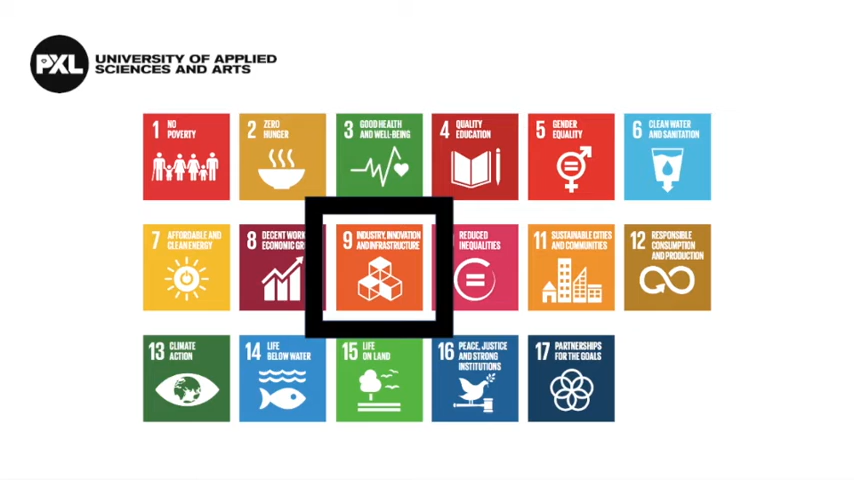 PXL UNIVERSITY OF APPLIED
SCIENCES AND ARTS
1 NO
POVERTY
2 ZERO
HUNGER
3 GOOD HEALTH
AND WELL-BEING
4 QUALITY
EDUCATION
5 GENDER
EQUALITY
6 CLEAN WATER
AND SANITATION
7 AFFORDABLE AND
CLEAN ENERGY
8 DECENT WORK
ECONOMIC GR
9 INDUSTRY, INNOVATION
AND INFRASTRUCTURE
REDUCED
INEQUALITIES
11 SUSTAINABLE CITIES
AND COMMUNITIES
12 RESPONSIBLE
CONSUMPTION
AND PRODUCTION
13 CLIMATE
ACTION
14 LIFE
BELOW WATER
15 LIFE
ON LAND
16 PEACE, JUSTICE
AND STRONG
INSTITUTIONS
17 PARTNERSHIPS
FOR THE GOALS